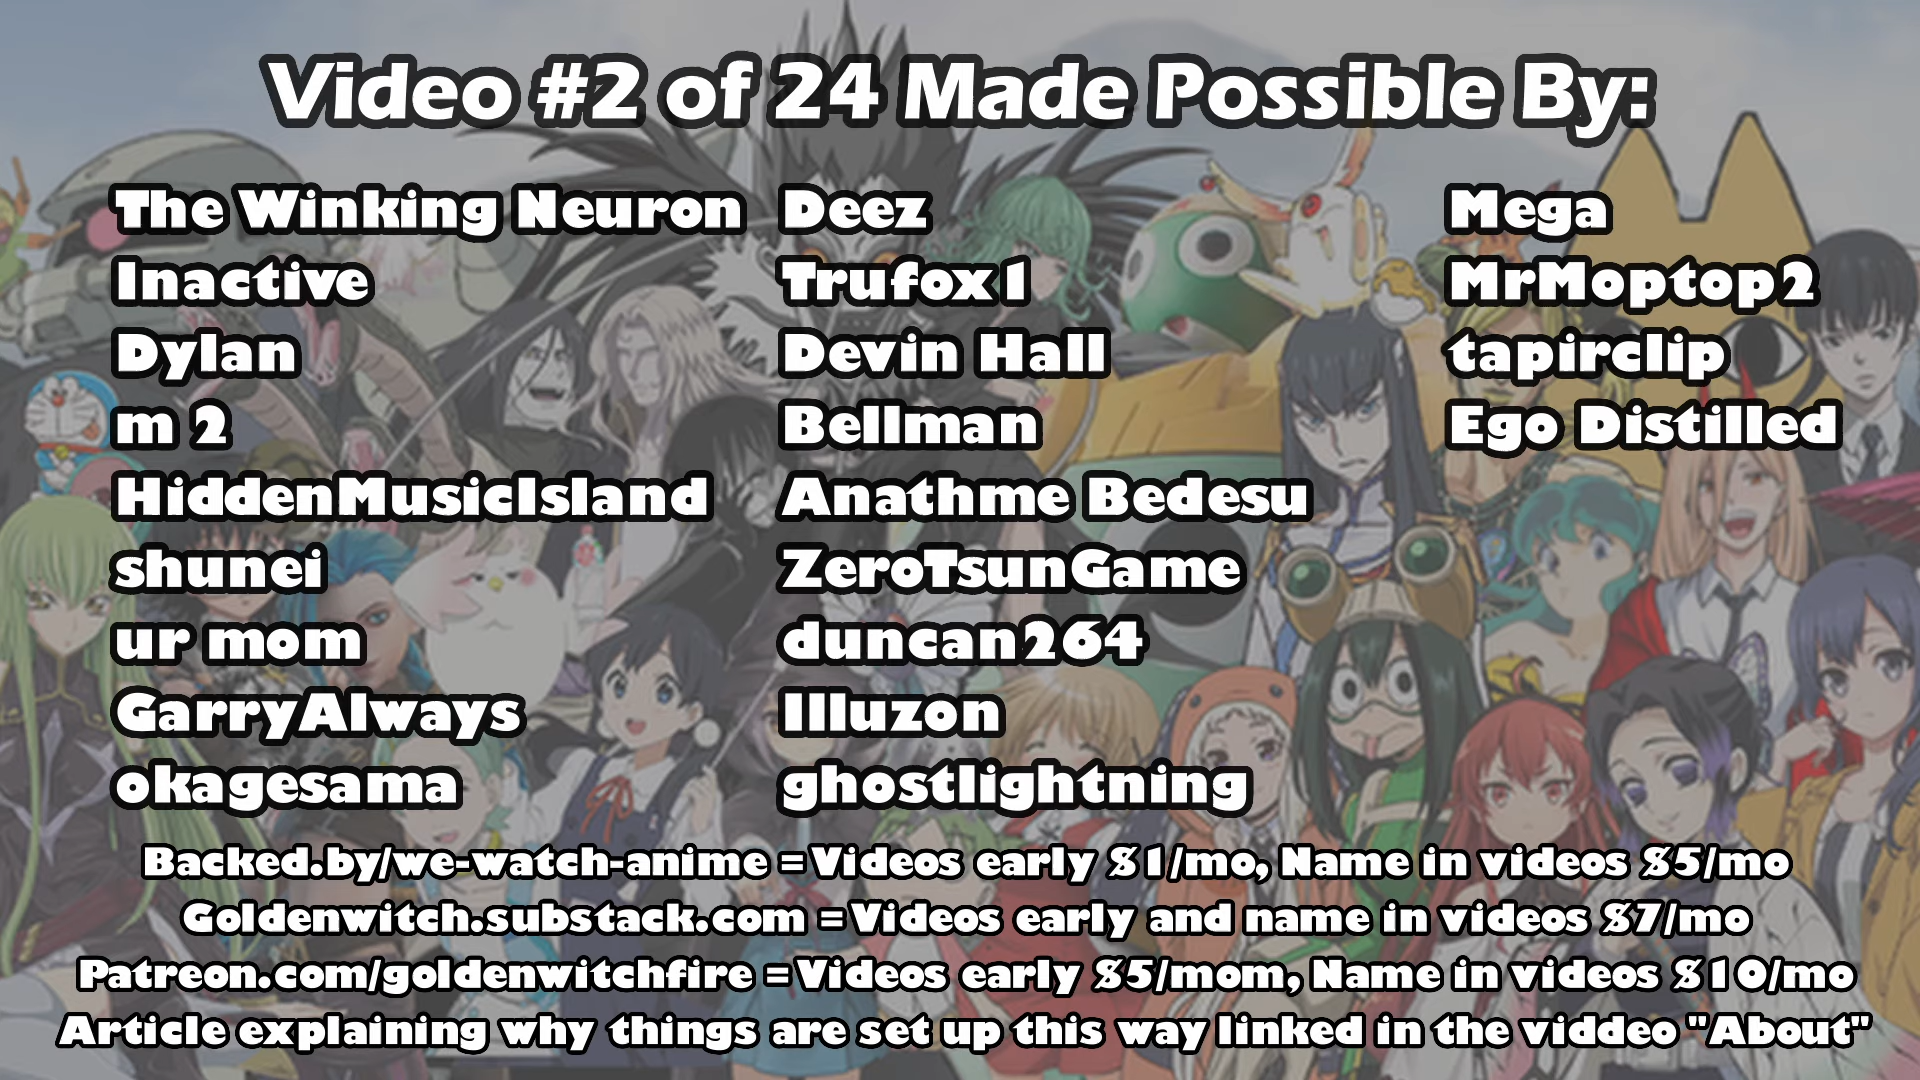 Video #2 of 24 Made Possible By:
The Winking Neuron
Inactive
Dylan
m 2
HiddenMusicIsland
shunei
ur mom
GarryAlways
okagesama
Deez
Trufox1
Devin Hall
Bellman
Anathme Bedesu
ZeroTsunGame
duncan264
Illuzon
ghostlightning
Mega
MrMoptop2
tapirclip
Ego Distilled
Backed.by/we-watch-anime = Videos early $1/mo, Name in videos $5/mo
Goldenwitch.substack.com = Videos early and name in videos $7/mo
Patreon.com/goldenwitchfire = Videos early $5/mom, Name in videos $10/mo
Article explaining why things are set up this way linked in the viddeo "About"